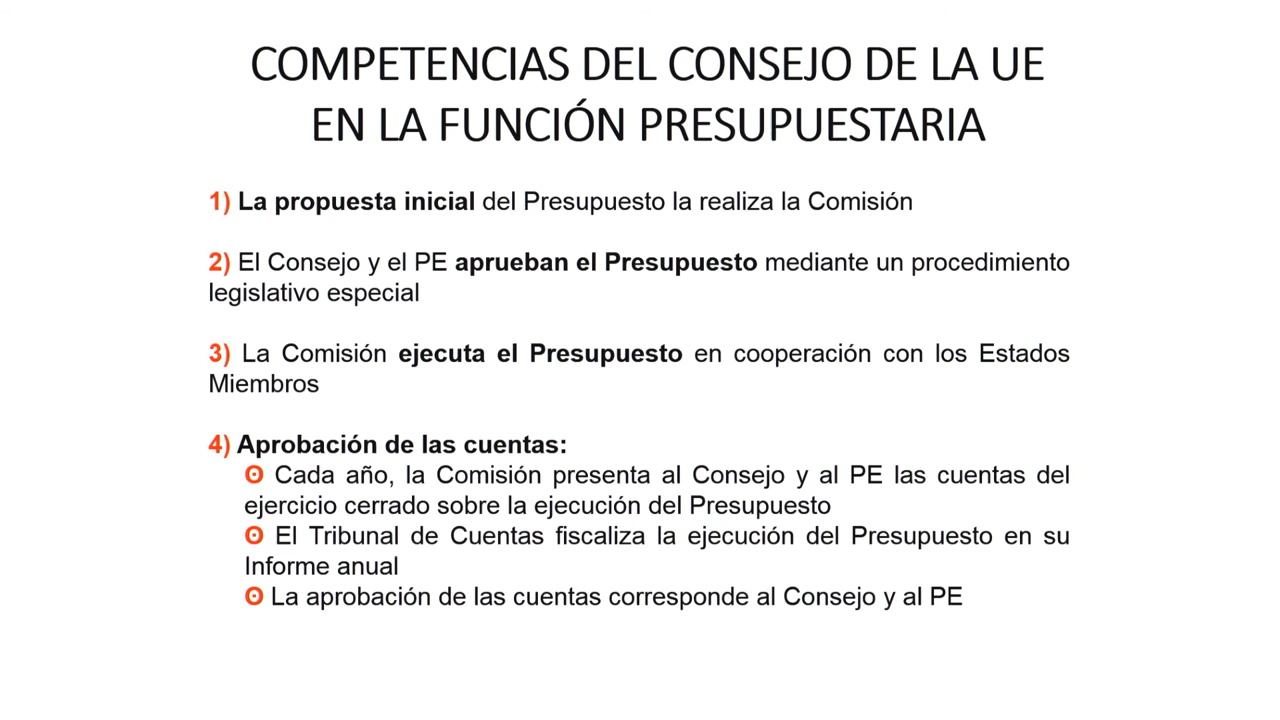 COMPETENCIAS DEL CONSEJO DE LA UE
EN LA FUNCIÓN PRESUPUESTARIA
1) La propuesta inicial del Presupuesto la realiza la Comisión
2) El Consejo y el PE aprueban el Presupuesto mediante un procedimiento
legislativo especial
3) La Comisión ejecuta el Presupuesto en cooperación con los Estados
Miembros
4) Aprobación de las cuentas:
ʘ Cada año, la Comisión presenta al Consejo y al PE las cuentas del
ejercicio cerrado sobre la ejecución del Presupuesto
ʘ El Tribunal de Cuentas fiscaliza la ejecución del Presupuesto en su
Informe anual
ʘ La aprobación de las cuentas corresponde al Consejo y al PE